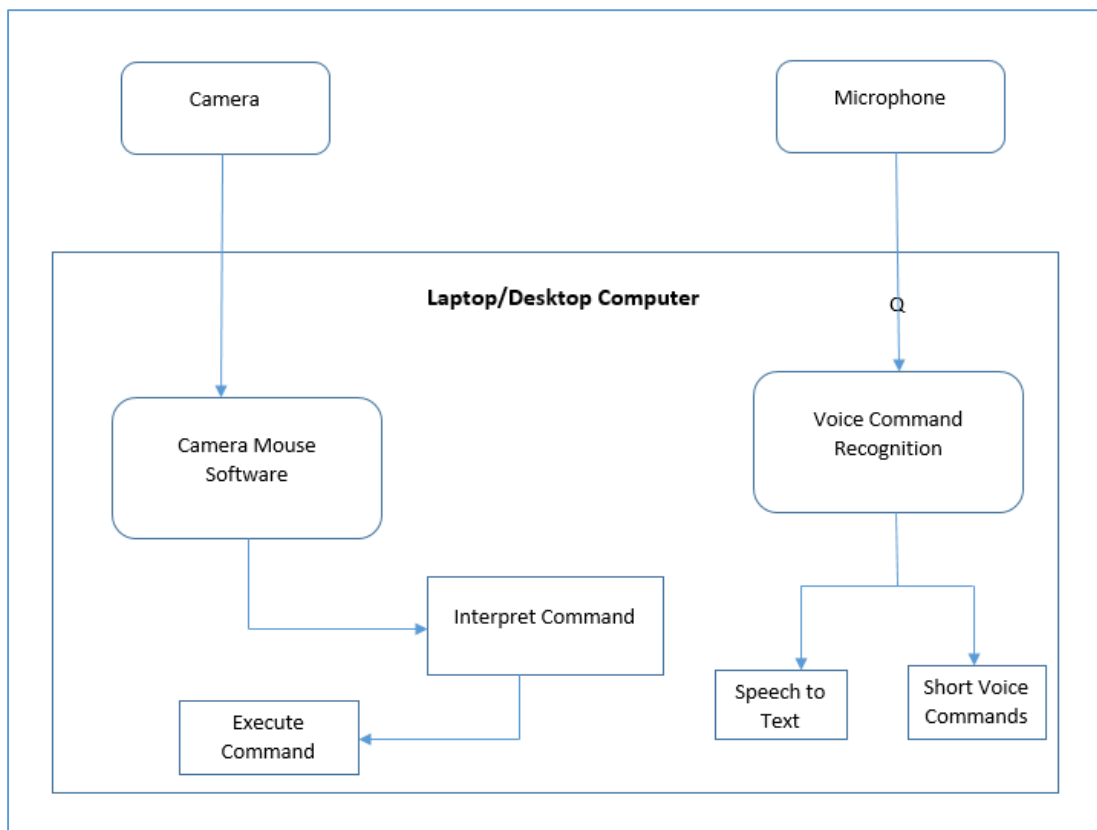 Camera
Microphone
Laptop/Desktop Computer
Q
Camera Mouse
Software
Voice Command
Recognition
Interpret Command
Execute
Command
Speech to
Text
Short Voice
Commands